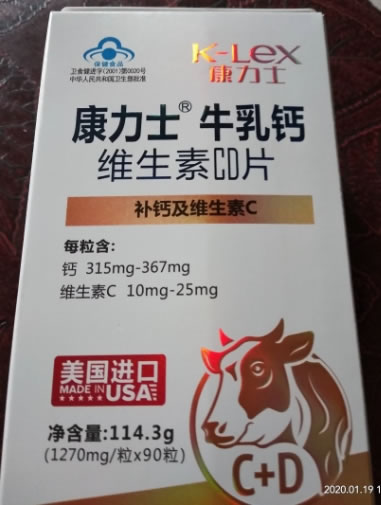 保健食品
卫食健进字(2001)第0020号
中华人民共和国卫生部批准
K-Lex
康力士
康力士®牛乳钙
维生素CD片
补钙及维生素C
每粒含:
钙 315mg-367mg
维生素C 10mg-25mg
美国进口
MADE IN USA
净含量:114.3g
(1270mg/粒x90粒)
C+D
2020.01.19 1